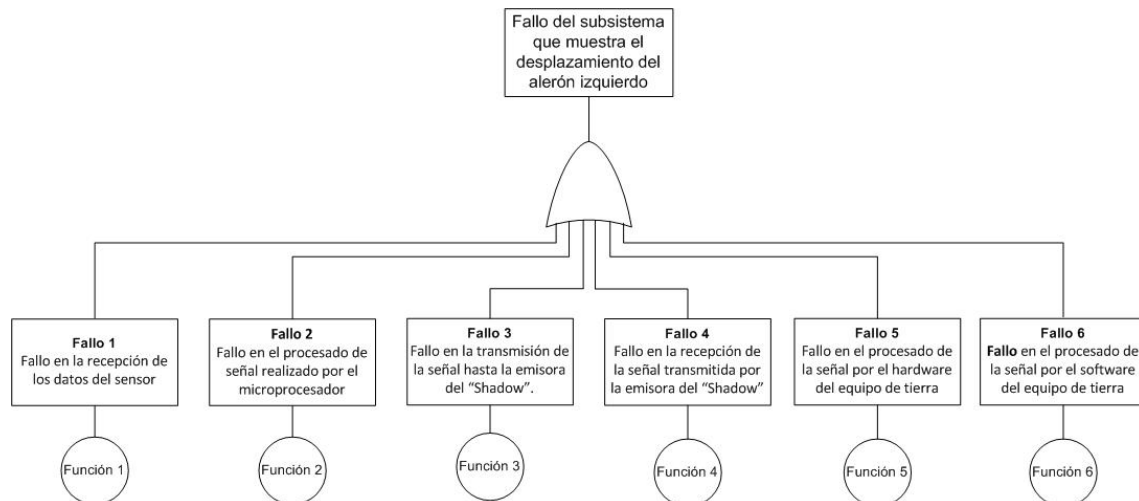 Fallo del subsistema
que muestra el
desplazamiento del
alerón izquierdo
Fallo 1
Fallo en la recepción de
los datos del sensor
Fallo 2
Fallo en el procesado de
señal realizado por el
microprocesador
Fallo 3
Fallo en la transmisión de
la señal hasta la emisora
del “Shadow”.
Fallo 4
Fallo en la recepción de
la señal transmitida por
la emisora del “Shadow”
Fallo 5
Fallo en el procesado de
la señal por el hardware
del equipo de tierra
Fallo 6
Fallo en el procesado de
la señal por el software
del equipo de tierra
Función 1
Función 2
Función 3
Función 4
Función 5
Función 6